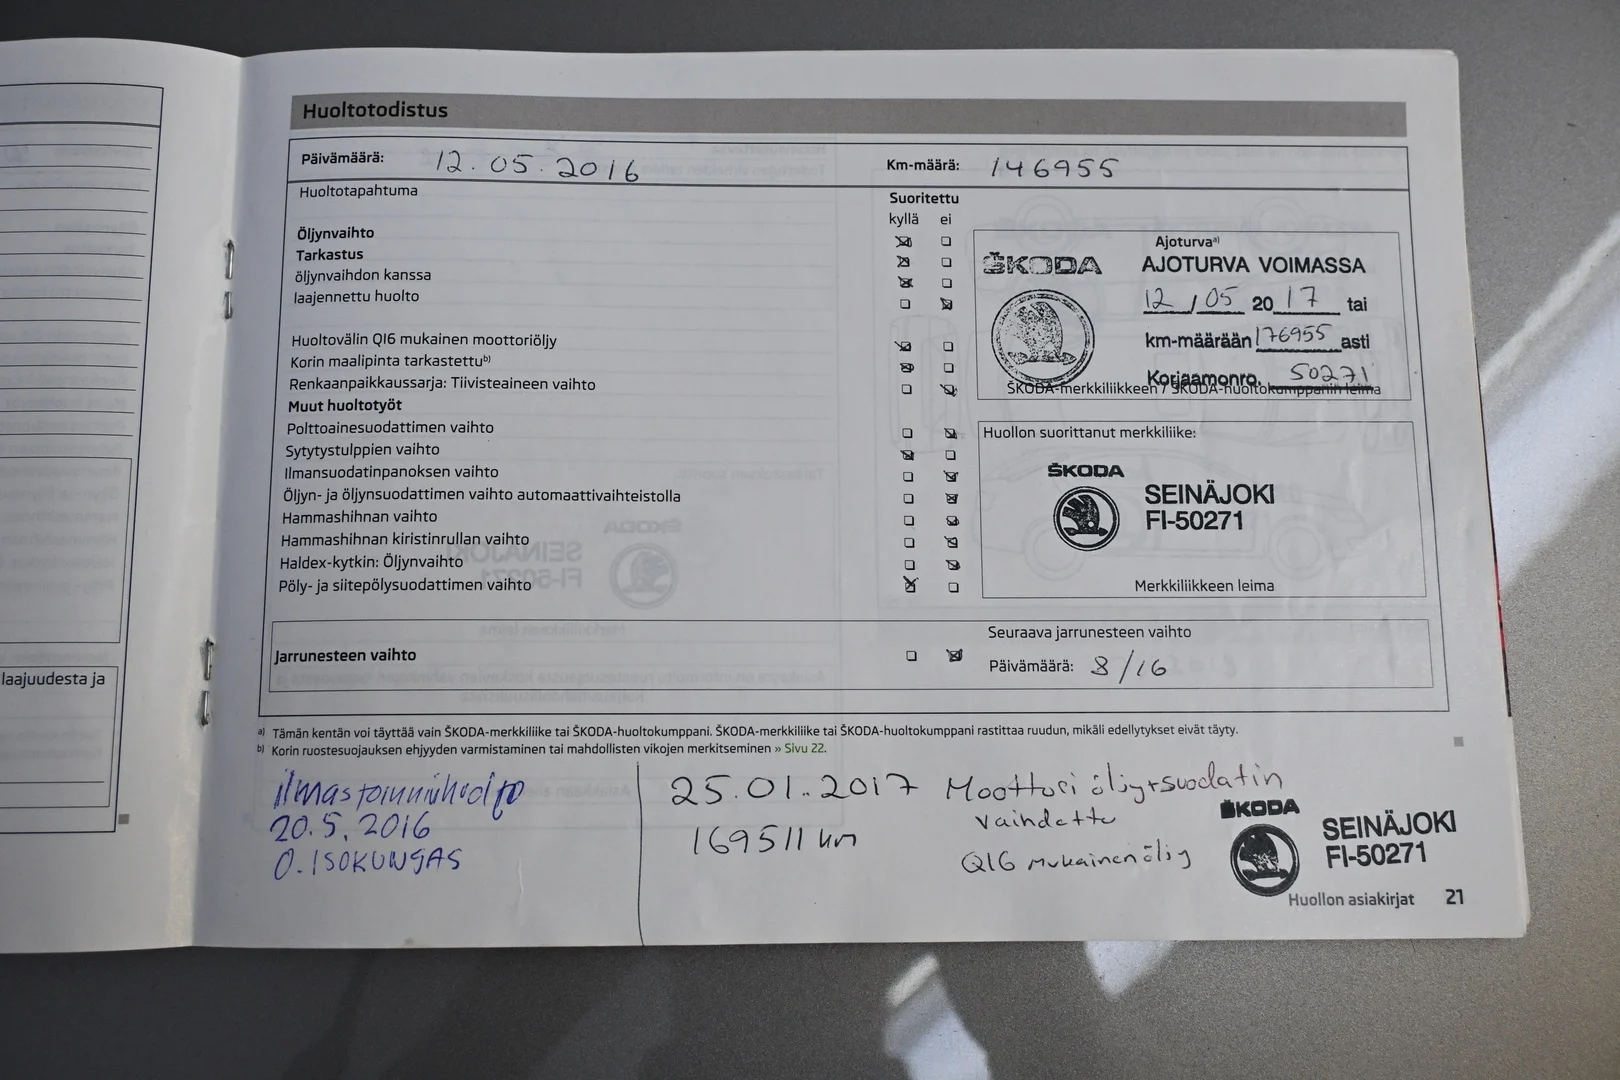 Huoltotodistus
Päivämäärä: 12.05.2016 Km-määrä: 146955
Huoltotapahtuma Suoritettu
kyllä ei
Öljynvaihto
Tarkastus
öljynvaihdon kanssa
laajennettu huolto
Huoltovälin QI6 mukainen moottoriöljy
Korin maalipinta tarkastettu b)
Renkaanpaikkaussarja: Tiivisteaineen vaihto
Muut huoltotyöt
Polttoainesuodattimen vaihto
Sytytystulppien vaihto
Ilmansuodatinpanoksen vaihto
Öljyn- ja öljynsuodattimen vaihto automaattivaihteistolla
Hammashihnan vaihto
Hammashihnan kiristinrullan vaihto
Haldex-kytkin: Öljynvaihto
Pöly- ja siitepölysuodattimen vaihto
Ajoturva a)
ŠKODA AJOTURVA VOIMASSA
12 / 05 20 17 tai
km-määrään 176955 asti
Korjaamonro. 50271
ŠKODA-merkkiliikkeen / ŠKODA-huoltokumppanin leima
Huollon suorittanut merkkiliike:
ŠKODA
SEINÄJOKI
FI-50271
Merkkiliikkeen leima
Jarrunesteen vaihto
Seuraava jarrunesteen vaihto
Päivämäärä: 8/16
a) Tämän kentän voi täyttää vain ŠKODA-merkkiliike tai ŠKODA-huoltokumppani. ŠKODA-merkkiliike tai ŠKODA-huoltokumppani rastittaa ruudun, mikäli edellytykset eivät täyty.
b) Korin ruostesuojauksen ehjyyden varmistaminen tai mahdollisten vikojen merkitseminen » Sivu 22.
20.5.2016
O. ISOKUNGAS
25.01.2017 Moottori öljynsuodatin
vaihdettu
169511 km
QI6 mukainen öljy
ŠKODA
SEINÄJOKI
FI-50271
Huollon asiakirjat 21
laajuudesta ja